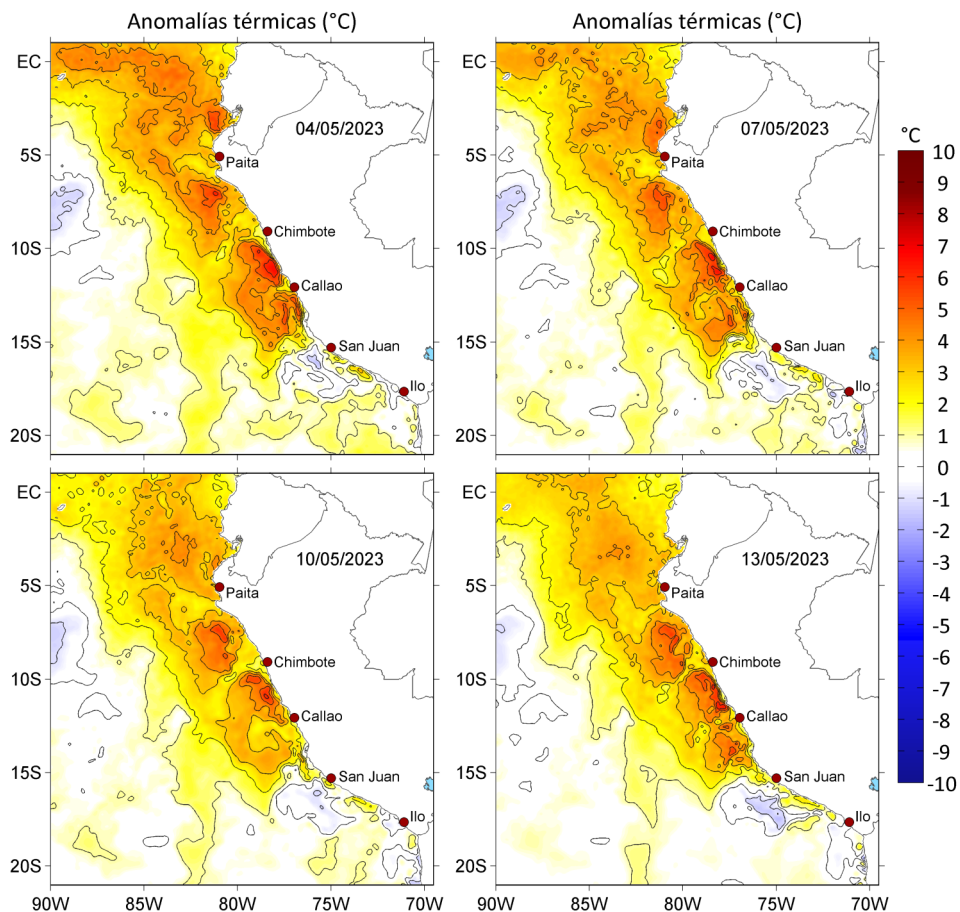 Anomalías térmicas (°C)
Anomalías térmicas (°C)
EC
5S
10S
15S
20S
04/05/2023
Paita
Chimbote
Callao
San Juan
Ilo
07/05/2023
EC
5S
10S
15S
20S
Paita
Chimbote
Callao
San Juan
Ilo
°C
10
9
8
7
6
5
4
3
2
1
0
-1
-2
-3
-4
-5
-6
-7
-8
-9
-10
EC
5S
10S
15S
20S
10/05/2023
Paita
Chimbote
Callao
San Juan
Ilo
90W
85W
80W
75W
70W
EC
5S
10S
15S
20S
13/05/2023
Paita
Chimbote
Callao
San Juan
Ilo
90W
85W
80W
75W
70W